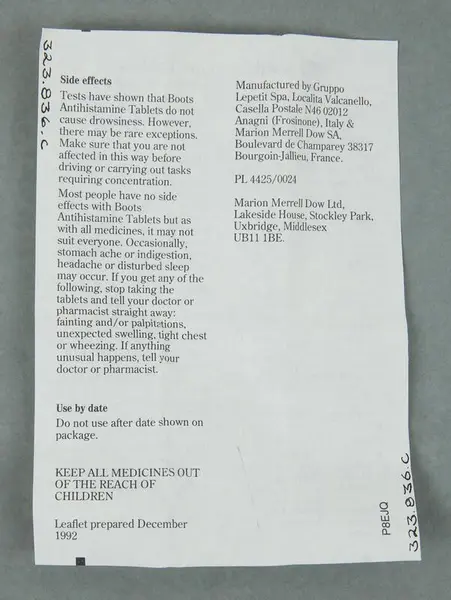 323.836.C
Side effects
Tests have shown that Boots
Antihistamine Tablets do not
cause drowsiness. However,
there may be rare exceptions.
Make sure that you are not
affected in this way before
driving or carrying out tasks
requiring concentration.
Most people have no side
effects with Boots
Antihistamine Tablets but as
with all medicines, it may not
suit everyone. Occasionally,
stomach ache or indigestion,
headache or disturbed sleep
may occur. If you get any of the
following, stop taking the
tablets and tell your doctor or
pharmacist straight away:
fainting and/or palpitations,
unexpected swelling, tight chest
or wheezing. If anything
unusual happens, tell your
doctor or pharmacist.
Use by date
Do not use after date shown on
package.
KEEP ALL MEDICINES OUT
OF THE REACH OF
CHILDREN
Leaflet prepared December
1992
Manufactured by Gruppo
Lepetit Spa, Localita Valcanello,
Casella Postale N46 02012
Anagni (Frosinone), Italy &
Marion Merrell Dow SA,
Boulevard de Champarey 38317
Bourgoin-Jallieu, France.
PL 4425/0024
Marion Merrell Dow Ltd,
Lakeside House, Stockley Park,
Uxbridge, Middlesex
UB11 1BE.
P8EJQ
323.836.C